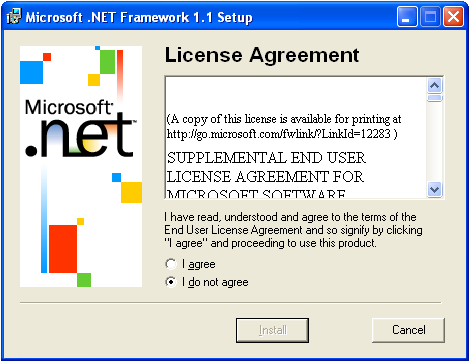 Microsoft .NET Framework 1.1 Setup
License Agreement
Microsoft
.net
(A copy of this license is available for printing at
http://go.microsoft.com/fwlink/?LinkId=12283 )
SUPPLEMENTAL END USER
LICENSE AGREEMENT FOR
MICROSOFT SOFTWARE
I have read, understood and agree to the terms of the
End User License Agreement and so signify by clicking
"I agree" and proceeding to use this product.
I agree
I do not agree
Install
Cancel